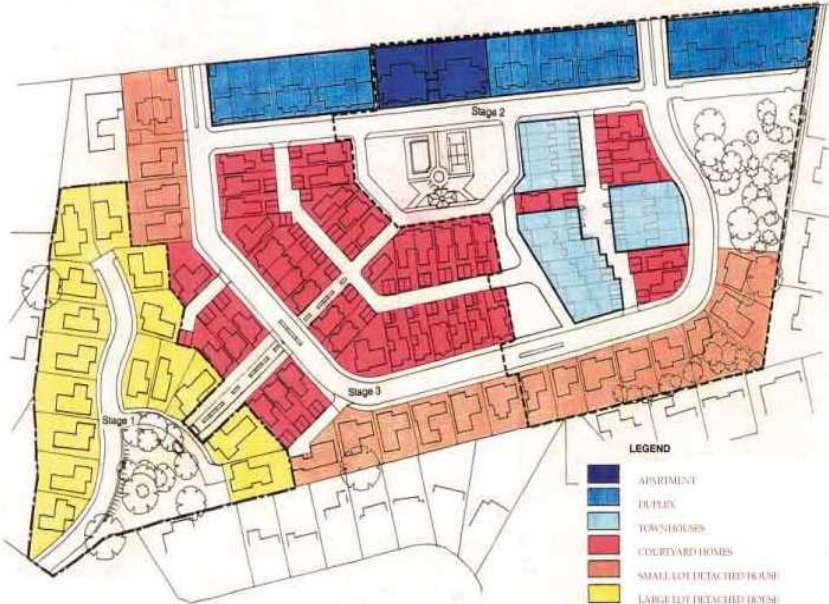 Stage 2
Stage 3
Stage 1
LEGEND
APARTMENT
DUPLEX
TOWNHOUSES
COURTYARD HOMES
SMALL LOT DETACHED HOUSE
LARGE LOT DETACHED HOUSE